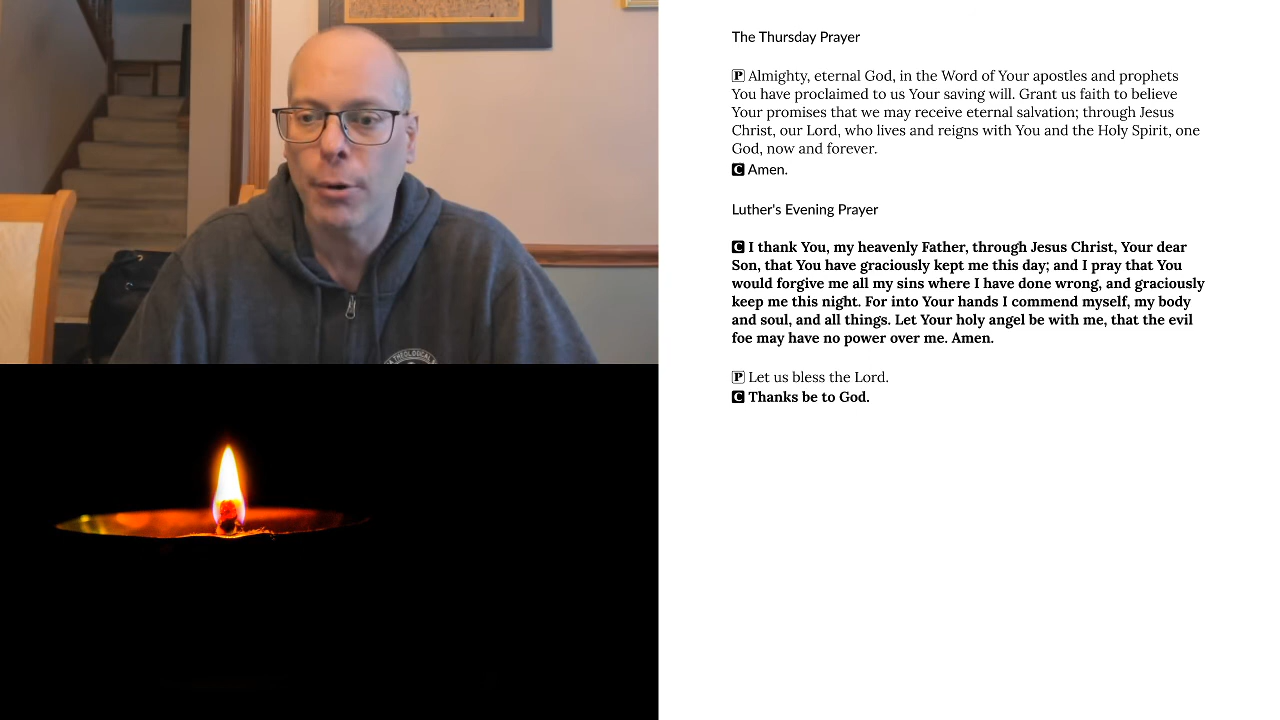 The Thursday Prayer
P Almighty, eternal God, in the Word of Your apostles and prophets
You have proclaimed to us Your saving will. Grant us faith to believe
Your promises that we may receive eternal salvation; through Jesus
Christ, our Lord, who lives and reigns with You and the Holy Spirit, one
God, now and forever.
C Amen.
Luther's Evening Prayer
C I thank You, my heavenly Father, through Jesus Christ, Your dear
Son, that You have graciously kept me this day; and I pray that You
would forgive me all my sins where I have done wrong, and graciously
keep me this night. For into Your hands I commend myself, my body
and soul, and all things. Let Your holy angel be with me, that the evil
foe may have no power over me. Amen.
P Let us bless the Lord.
C Thanks be to God.
THEOLOGICAL